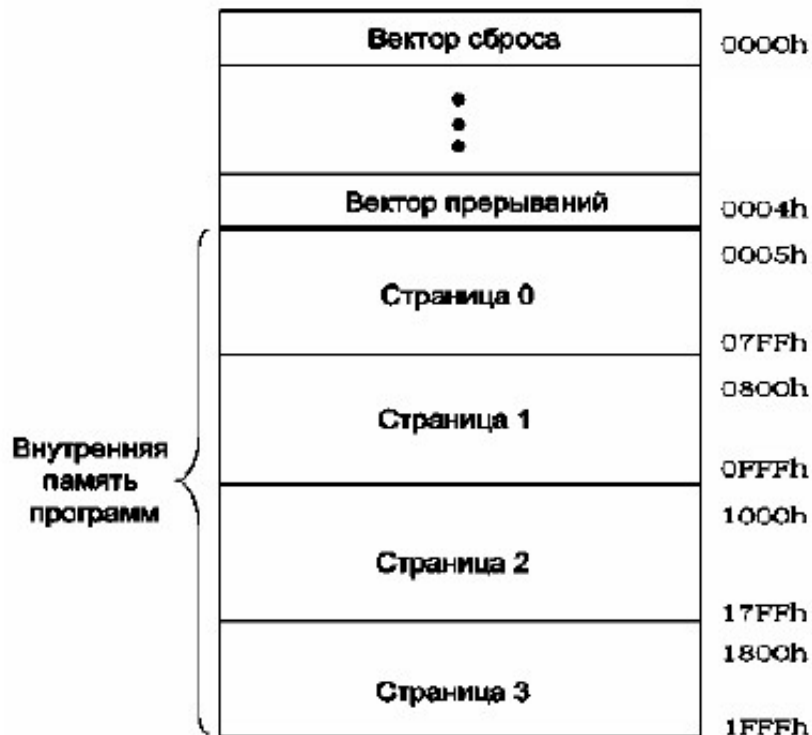 Вектор сброса
0000h
Вектор прерываний
0004h
0005h
Страница 0
07FFh
0800h
Страница 1
Внутренняя
память
программ
0FFFh
1000h
Страница 2
17FFh
1800h
Страница 3
1FFFh